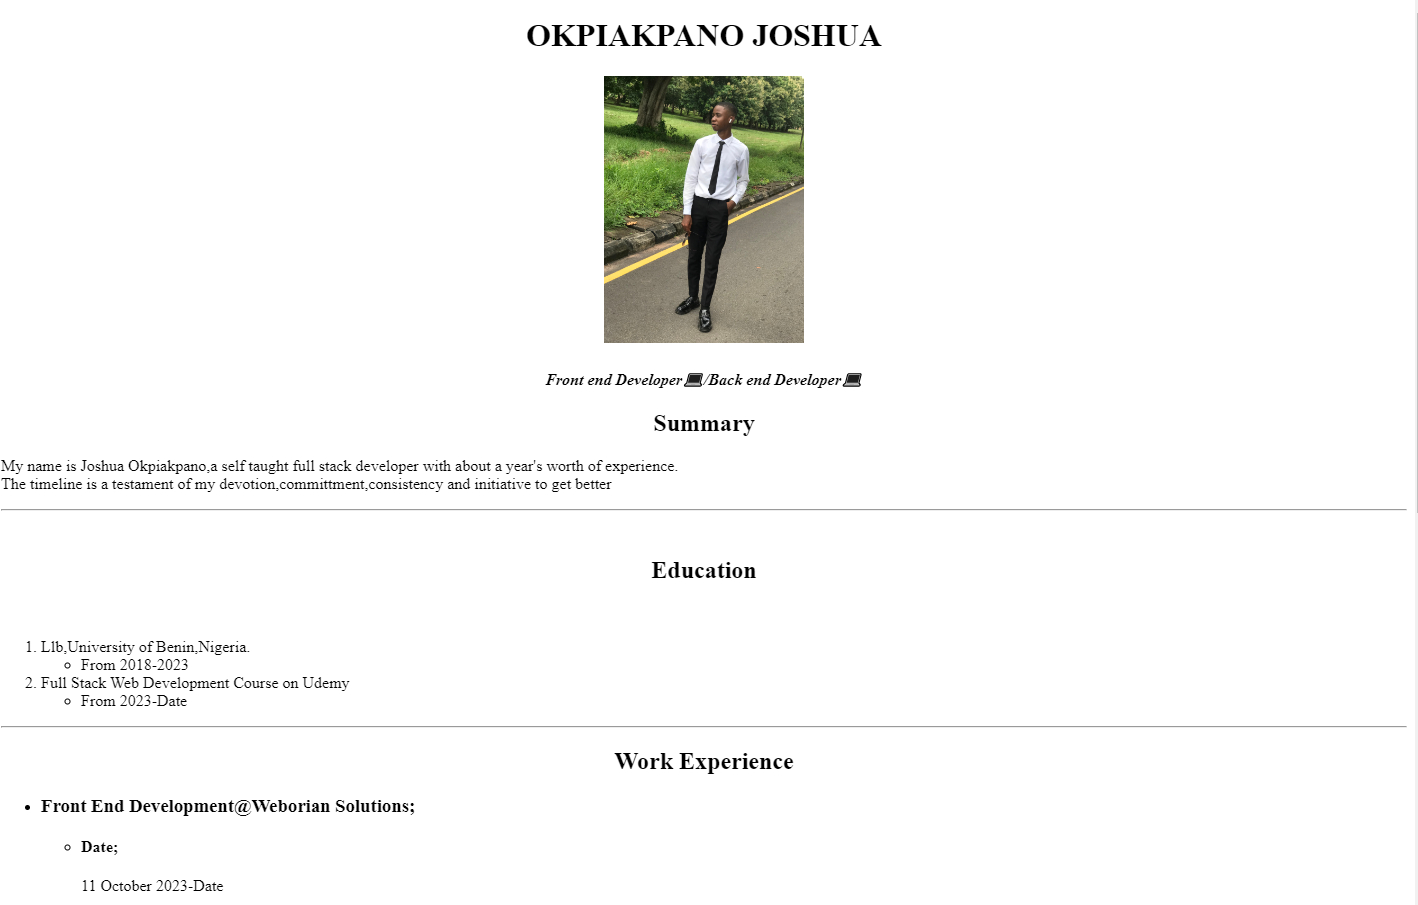 OKPIAKPANO JOSHUA
Front end Developer💻/Back end Developer💻
Summary
My name is Joshua Okpiakpano,a self taught full stack developer with about a year's worth of experience.
The timeline is a testament of my devotion,committment,consistency and initiative to get better
Education
1. Llb,University of Benin,Nigeria.
From 2018-2023
2. Full Stack Web Development Course on Udemy
From 2023-Date
Work Experience
Front End Development@Weborian Solutions;
Date;
11 October 2023-Date